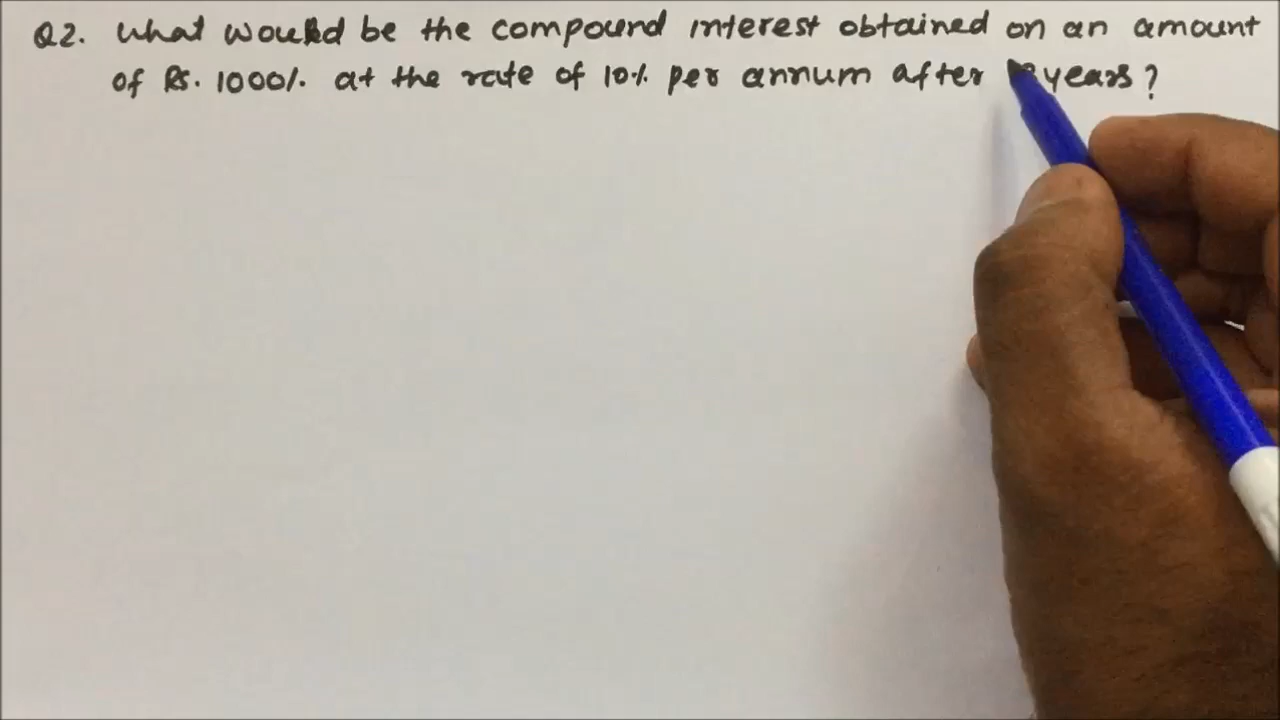 Q2. What would be the compound interest obtained on an amount
of Rs. 1000/. at the rate of 10% per annum after years?